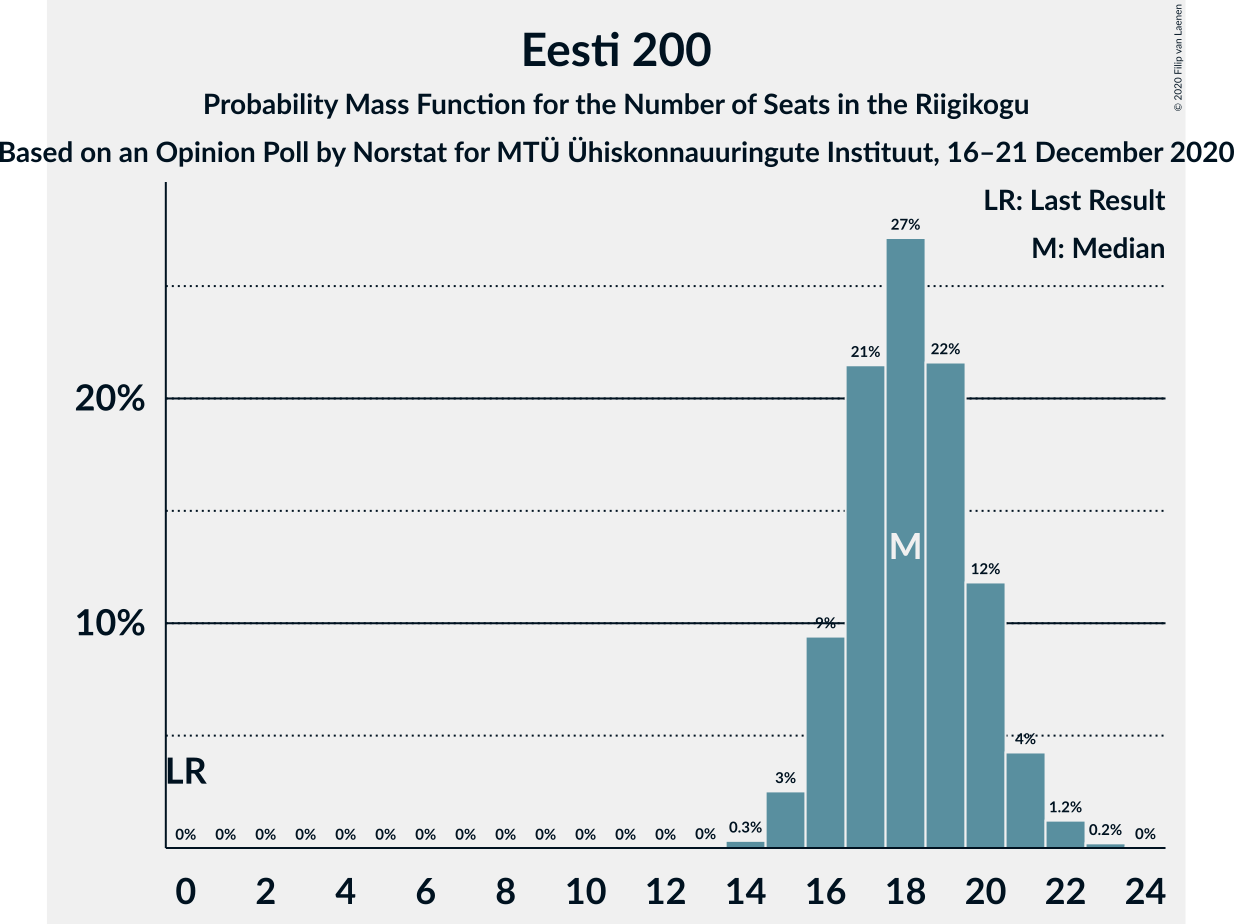 Eesti 200
Probability Mass Function for the Number of Seats in the Riigikogu
Based on an Opinion Poll by Norstat for MTÜ Ühiskonnauuringute Instituut, 16–21 December 2020
© 2020 Filip van Laenen
LR: Last Result
M: Median
27%
21%
22%
20%
M
12%
10%
9%
4%
LR
3%
1.2%
0% 0% 0% 0% 0% 0% 0% 0% 0% 0% 0% 0% 0% 0% 0.3% 0.2% 0%
0 2 4 6 8 10 12 14 16 18 20 22 24